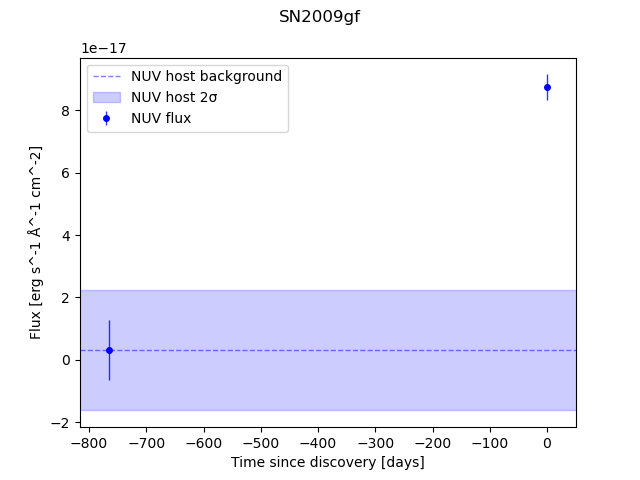 SN2009gf
1e−17
NUV host background
NUV host 2σ
NUV flux
8
6
4
2
0
−2
Flux [erg s^-1 Å^-1 cm^-2]
−800 −700 −600 −500 −400 −300 −200 −100 0
Time since discovery [days]